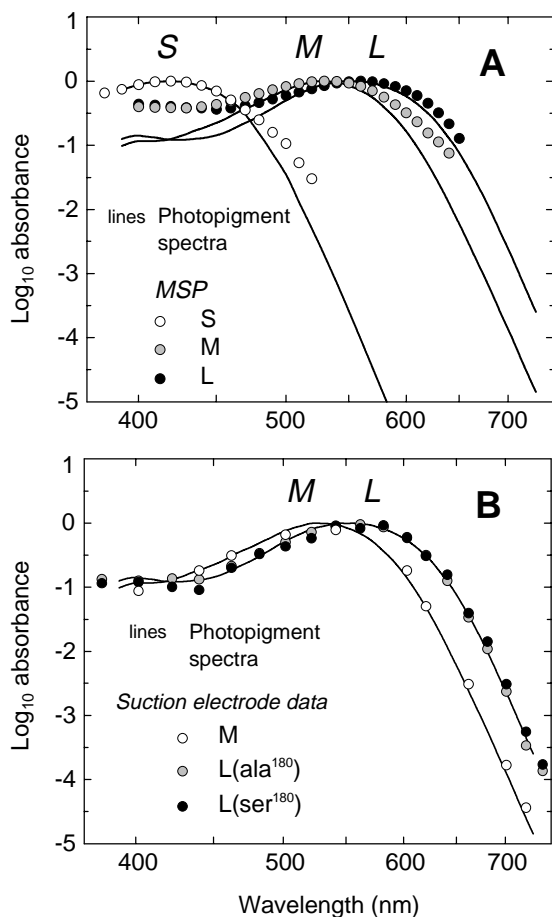 S M L
A
1
0
-1
-2
-3
-4
-5
Log₁₀ absorbance
lines Photopigment
spectra
MSP
S
M
L
400 500 600 700
M L
B
1
0
-1
-2
-3
-4
-5
Log₁₀ absorbance
lines Photopigment
spectra
Suction electrode data
M
L(ala¹⁸⁰)
L(ser¹⁸⁰)
400 500 600 700
Wavelength (nm)